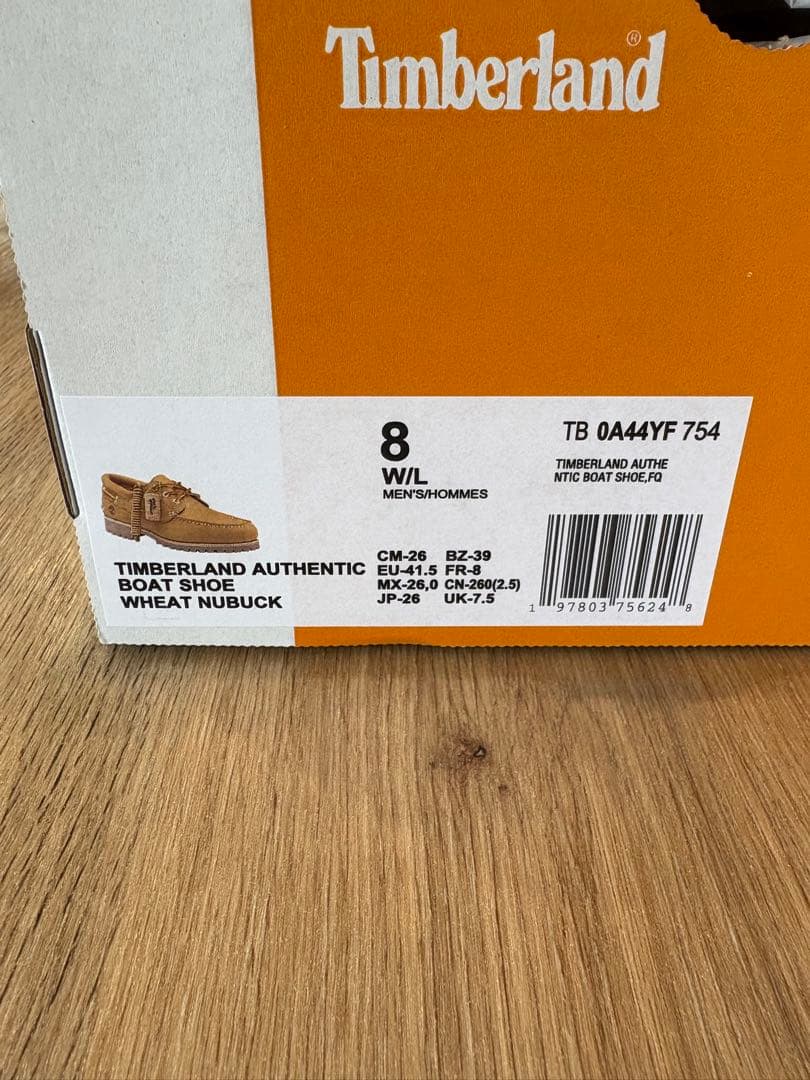 Timberland®
8
W/L
MEN'S/HOMMES
TB 0A44YF 754
TIMBERLAND AUTHE
NTIC BOAT SHOE,FQ
TIMBERLAND AUTHENTIC
BOAT SHOE
WHEAT NUBUCK
CM-26 BZ-39
EU-41.5 FR-8
MX-26,0 CN-260(2.5)
JP-26 UK-7.5
1 97803 75624 8